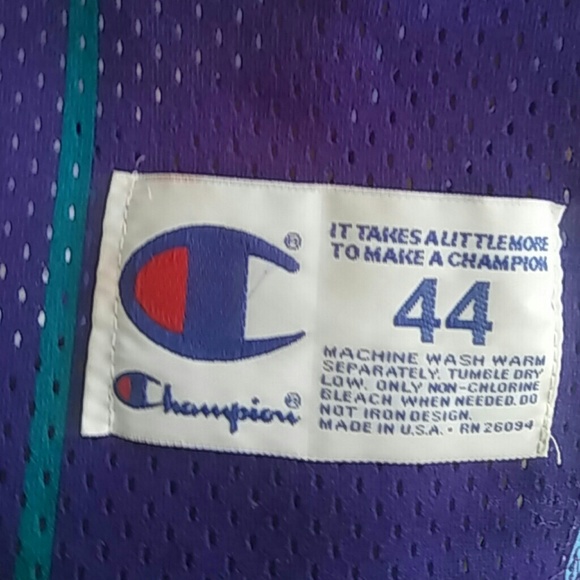 IT TAKES A LITTLE MORE
TO MAKE A CHAMPION
44
MACHINE WASH WARM
SEPARATELY. TUMBLE DRY
LOW. ONLY NON-CHLORINE
BLEACH WHEN NEEDED. DO
NOT IRON DESIGN.
MADE IN U.S.A. • RN 26094
®
Champion®